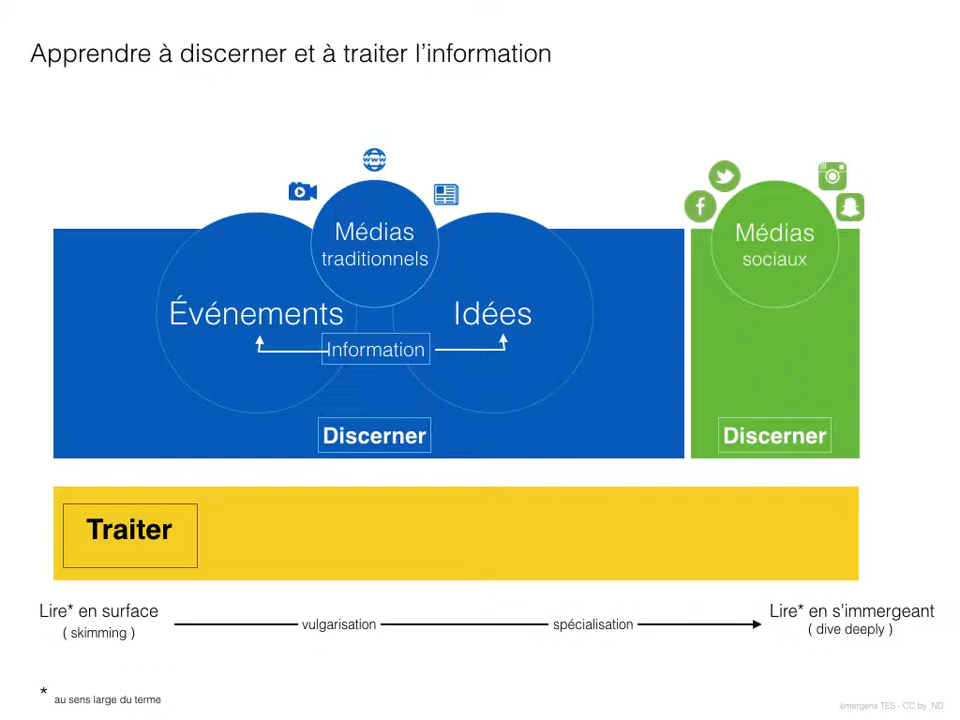 Apprendre à discerner et à traiter l’information
www
Médias
traditionnels
Médias
sociaux
Événements
Idées
Information
Discerner
Discerner
Traiter
Lire* en surface
( skimming )
vulgarisation
spécialisation
Lire* en s'immergeant
( dive deeply )
* au sens large du terme
émergens TES - CC by ND